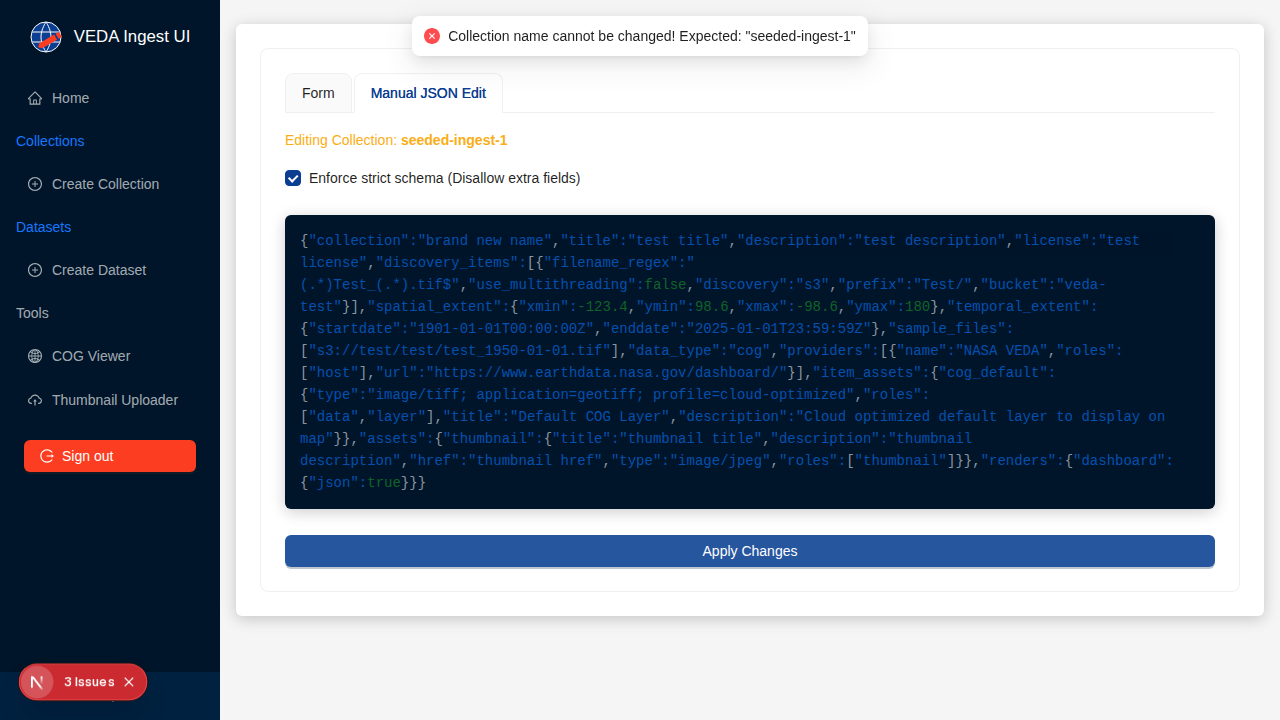 VEDA Ingest UI
Home
Collections
Create Collection
Datasets
Create Dataset
Tools
COG Viewer
Thumbnail Uploader
Sign out
3 Issues
Collection name cannot be changed! Expected: "seeded-ingest-1"
Form
Manual JSON Edit
Editing Collection: seeded-ingest-1
Enforce strict schema (Disallow extra fields)
{"collection":"brand new name","title":"test title","description":"test description","license":"test
license","discovery_items":[{"filename_regex":"
(.*)Test_(.*).tif$","use_multithreading":false,"discovery":"s3","prefix":"Test/","bucket":"veda-
test"}],"spatial_extent":{"xmin":-123.4,"ymin":98.6,"xmax":-98.6,"ymax":180},"temporal_extent":
{"startdate":"1901-01-01T00:00:00Z","enddate":"2025-01-01T23:59:59Z"},"sample_files":
["s3://test/test/test_1950-01-01.tif"],"data_type":"cog","providers":[{"name":"NASA VEDA","roles":
["host"],"url":"https://www.earthdata.nasa.gov/dashboard/"}],"item_assets":{"cog_default":
{"type":"image/tiff; application=geotiff; profile=cloud-optimized","roles":
["data","layer"],"title":"Default COG Layer","description":"Cloud optimized default layer to display on
map"}},"assets":{"thumbnail":{"title":"thumbnail title","description":"thumbnail
description","href":"thumbnail href","type":"image/jpeg","roles":["thumbnail"]}},"renders":{"dashboard":
{"json":true}}}
Apply Changes